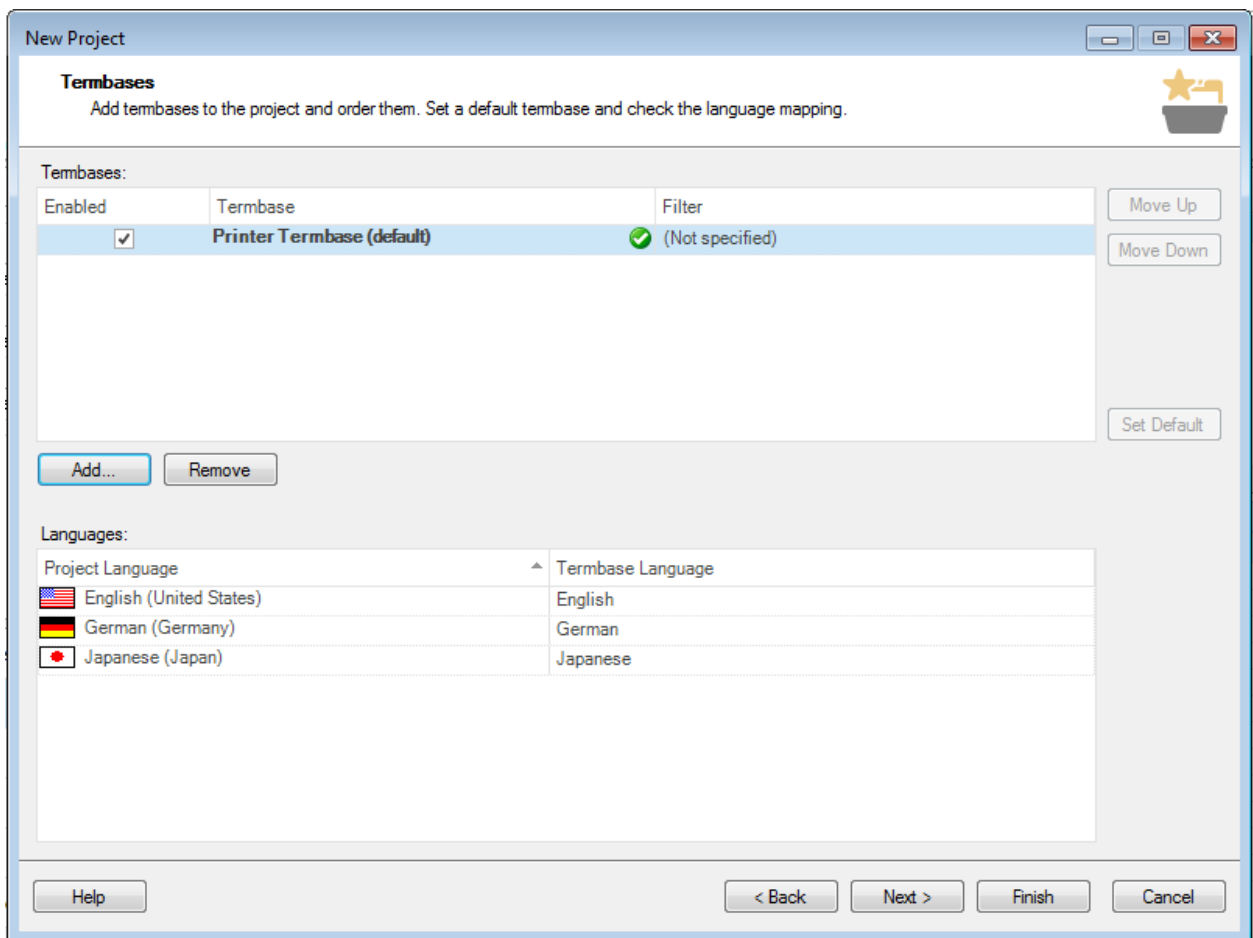 New Project
Termbases
Add termbases to the project and order them. Set a default termbase and check the language mapping.
Termbases:
Enabled Termbase Filter
Printer Termbase (default) (Not specified)
Move Up
Move Down
Set Default
Add... Remove
Languages:
Project Language Termbase Language
English (United States) English
German (Germany) German
Japanese (Japan) Japanese
Help < Back Next > Finish Cancel